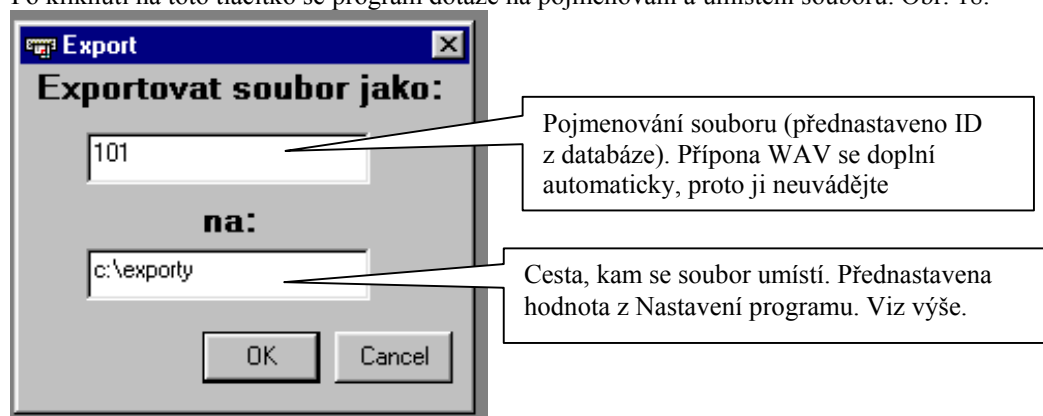 Po kliknutí na toto tlačítko se program dotáže na pojmenování a umístění souboru. Obr. 18.
Export
Exportovat soubor jako:
101
Pojmenování souboru (přednastaveno ID
z databáze). Přípona WAV se doplní
automaticky, proto ji neuvádějte
na:
c:\exporty
Cesta, kam se soubor umístí. Přednastavena
hodnota z Nastavení programu. Viz výše.
OK
Cancel